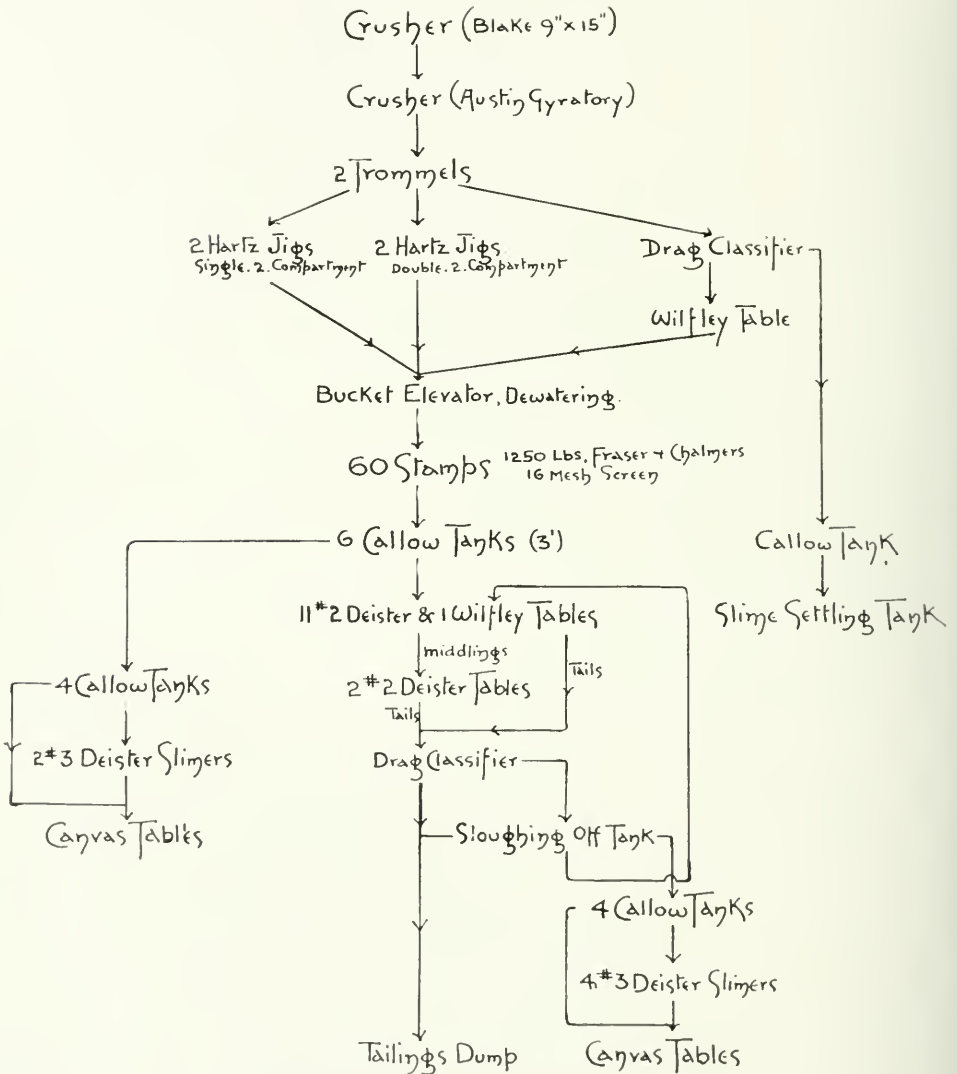 Crusher (Blake 9"x15")
Crusher (Austin Gyratory)
2 Trommels
2 Hartz Jigs
Single. 2. Compartment
2 Hartz Jigs
Double. 2. Compartment
Drag Classifier
Wilfley Table
Bucket Elevator, Dewatering.
60 Stamps 1250 Lbs, Fraser + Chalmers
16 Mesh Screen
6 Callow Tanks (3')
Callow Tank
11 #2 Deister & 1 Wilfley Tables
Slime Settling Tank
middlings
Tails
4 Callow Tanks
2 #2 Deister Tables
Tails
2 #3 Deister Slimers
Drag Classifier
Canvas Tables
Sloughing Off Tank
4 Callow Tanks
4 #3 Deister Slimers
Tailings Dump
Canvas Tables